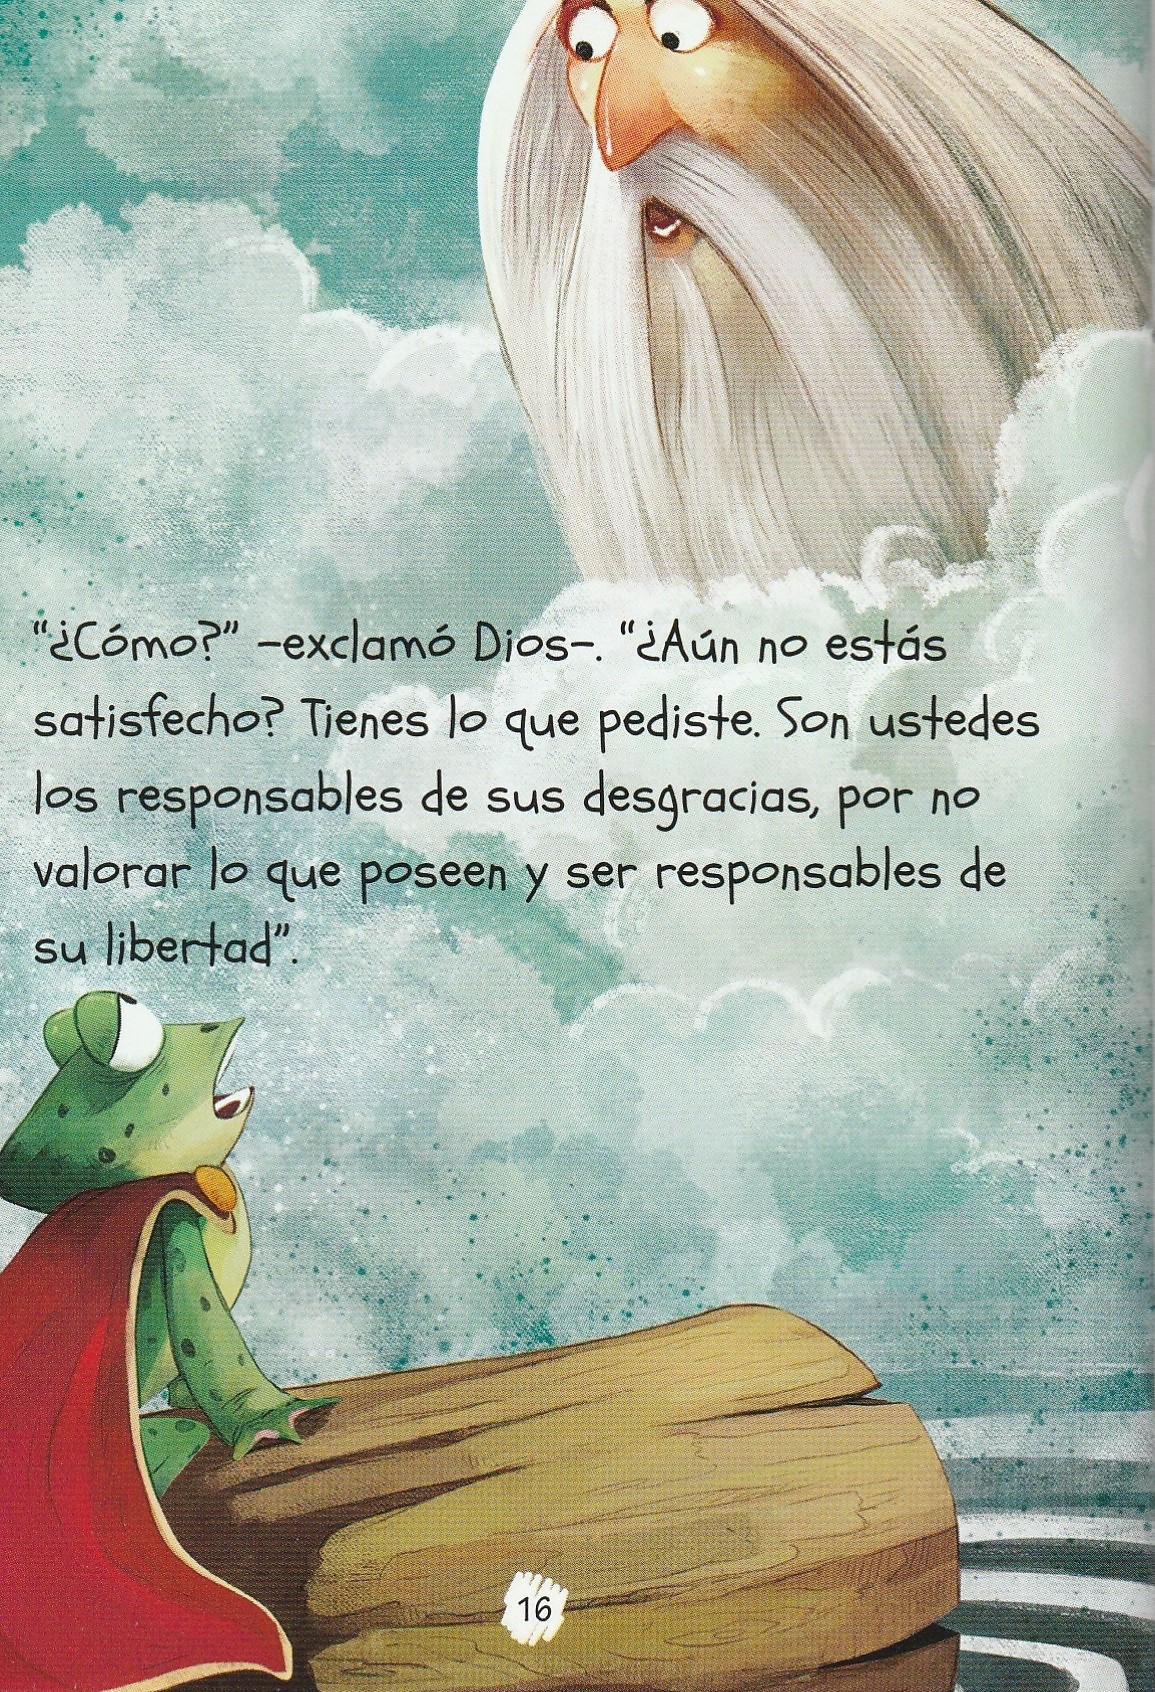 “¿Cómo?” –exclamó Dios–. “¿Aún no estás
satisfecho? Tienes lo que pediste. Son ustedes
los responsables de sus desgracias, por no
valorar lo que poseen y ser responsables de
su libertad”.
16